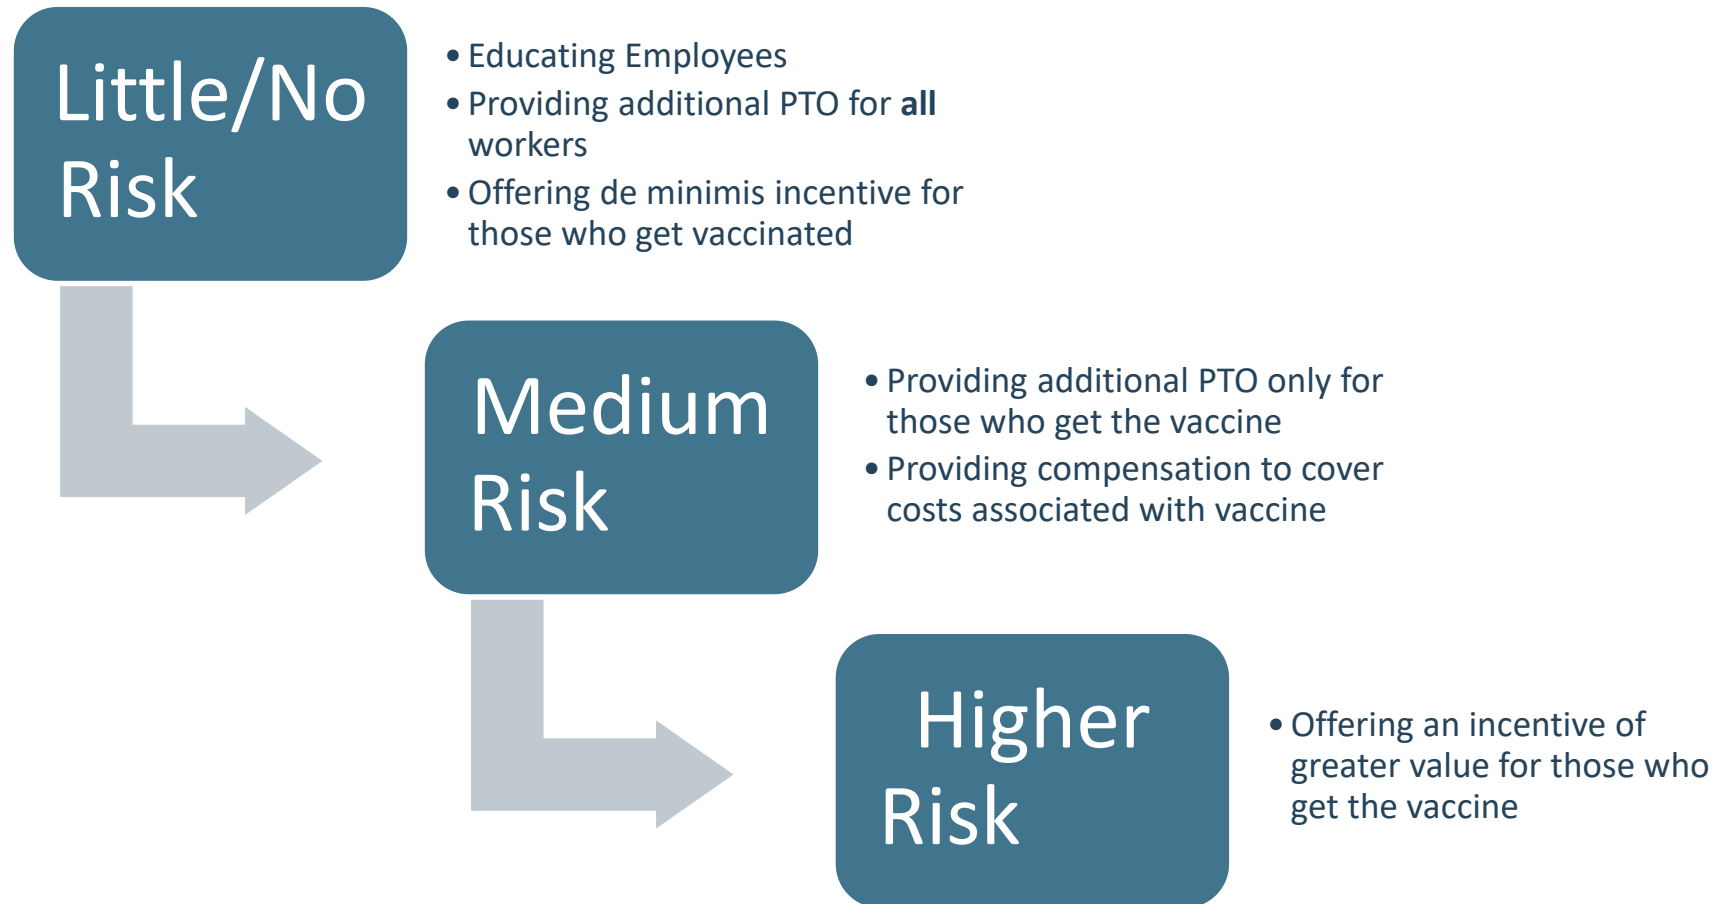 Little/No
Risk
• Educating Employees
• Providing additional PTO for all
workers
• Offering de minimis incentive for
those who get vaccinated
Medium
Risk
• Providing additional PTO only for
those who get the vaccine
• Providing compensation to cover
costs associated with vaccine
Higher
Risk
• Offering an incentive of
greater value for those who
get the vaccine